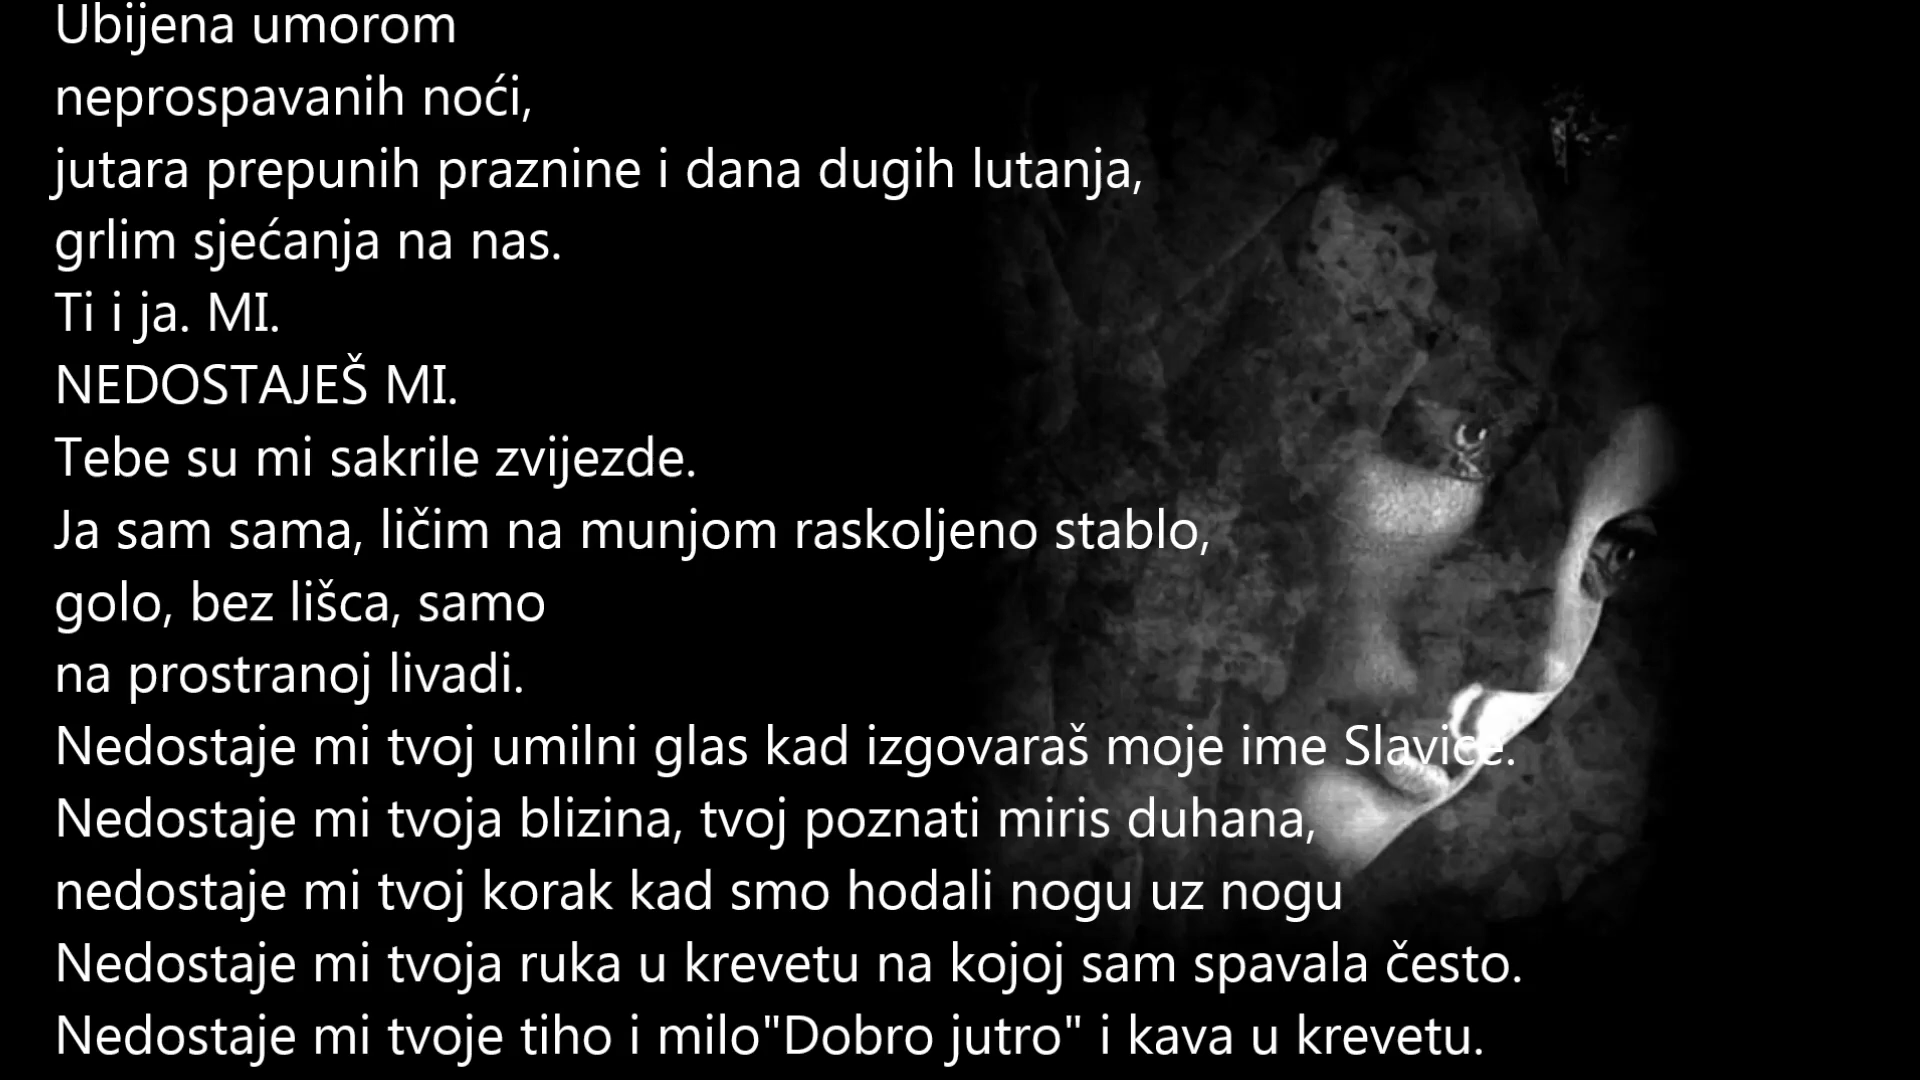 Ubijena umorom
neprospavanih noći,
jutara prepunih praznine i dana dugih lutanja,
grlim sjećanja na nas.
Ti i ja. MI.
NEDOSTAJEŠ MI.
Tebe su mi sakrile zvijezde.
Ja sam sama, ličim na munjom raskoljeno stablo,
golo, bez lišca, samo
na prostranoj livadi.
Nedostaje mi tvoj umilni glas kad izgovaraš moje ime Slavice.
Nedostaje mi tvoja blizina, tvoj poznati miris duhana,
nedostaje mi tvoj korak kad smo hodali nogu uz nogu
Nedostaje mi tvoja ruka u krevetu na kojoj sam spavala često.
Nedostaje mi tvoje tiho i milo"Dobro jutro" i kava u krevetu.